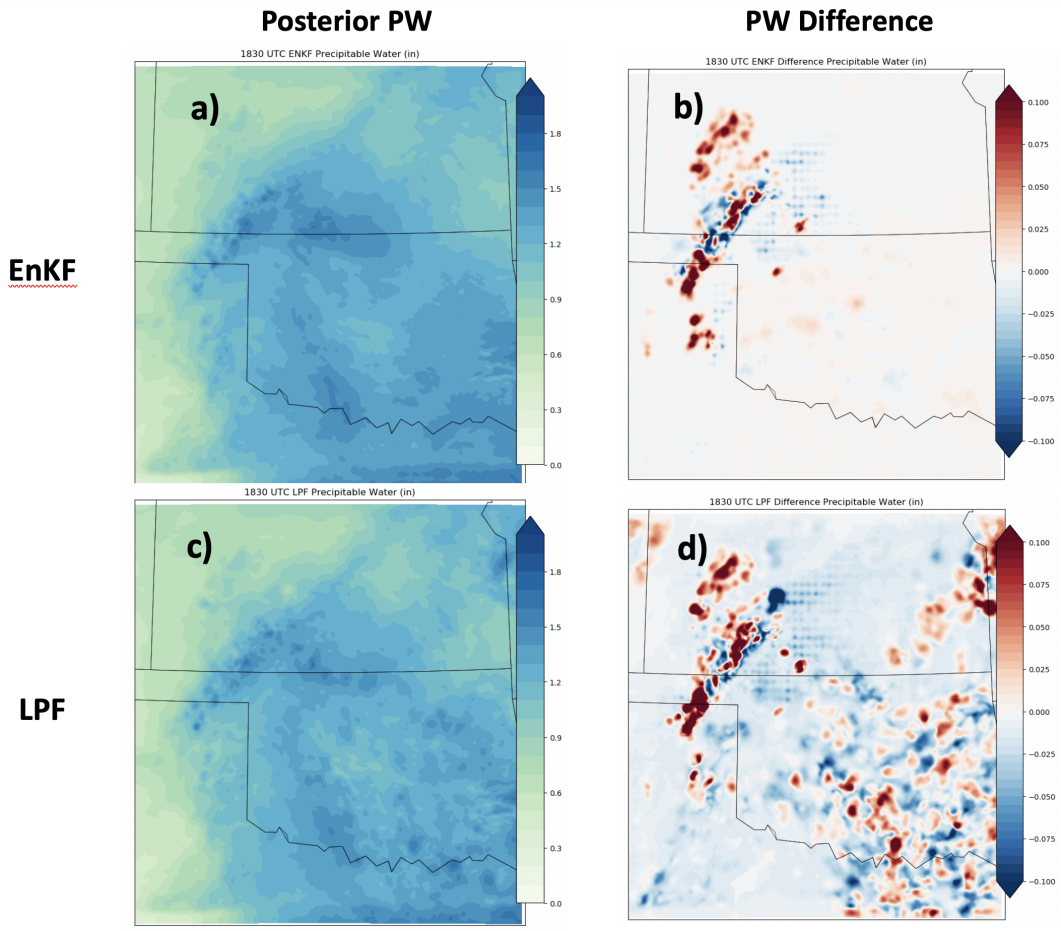 Posterior PW
PW Difference
1830 UTC ENKF Precipitable Water (in)
1830 UTC ENKF Difference Precipitable Water (in)
a)
b)
1.8
1.5
1.2
0.9
0.6
0.3
0.0
0.100
0.075
0.050
0.025
0.000
−0.025
−0.050
−0.075
−0.100
EnKF
1830 UTC LPF Precipitable Water (in)
1830 UTC LPF Difference Precipitable Water (in)
c)
d)
1.8
1.5
1.2
0.9
0.6
0.3
0.0
0.100
0.075
0.050
0.025
0.000
−0.025
−0.050
−0.075
−0.100
LPF